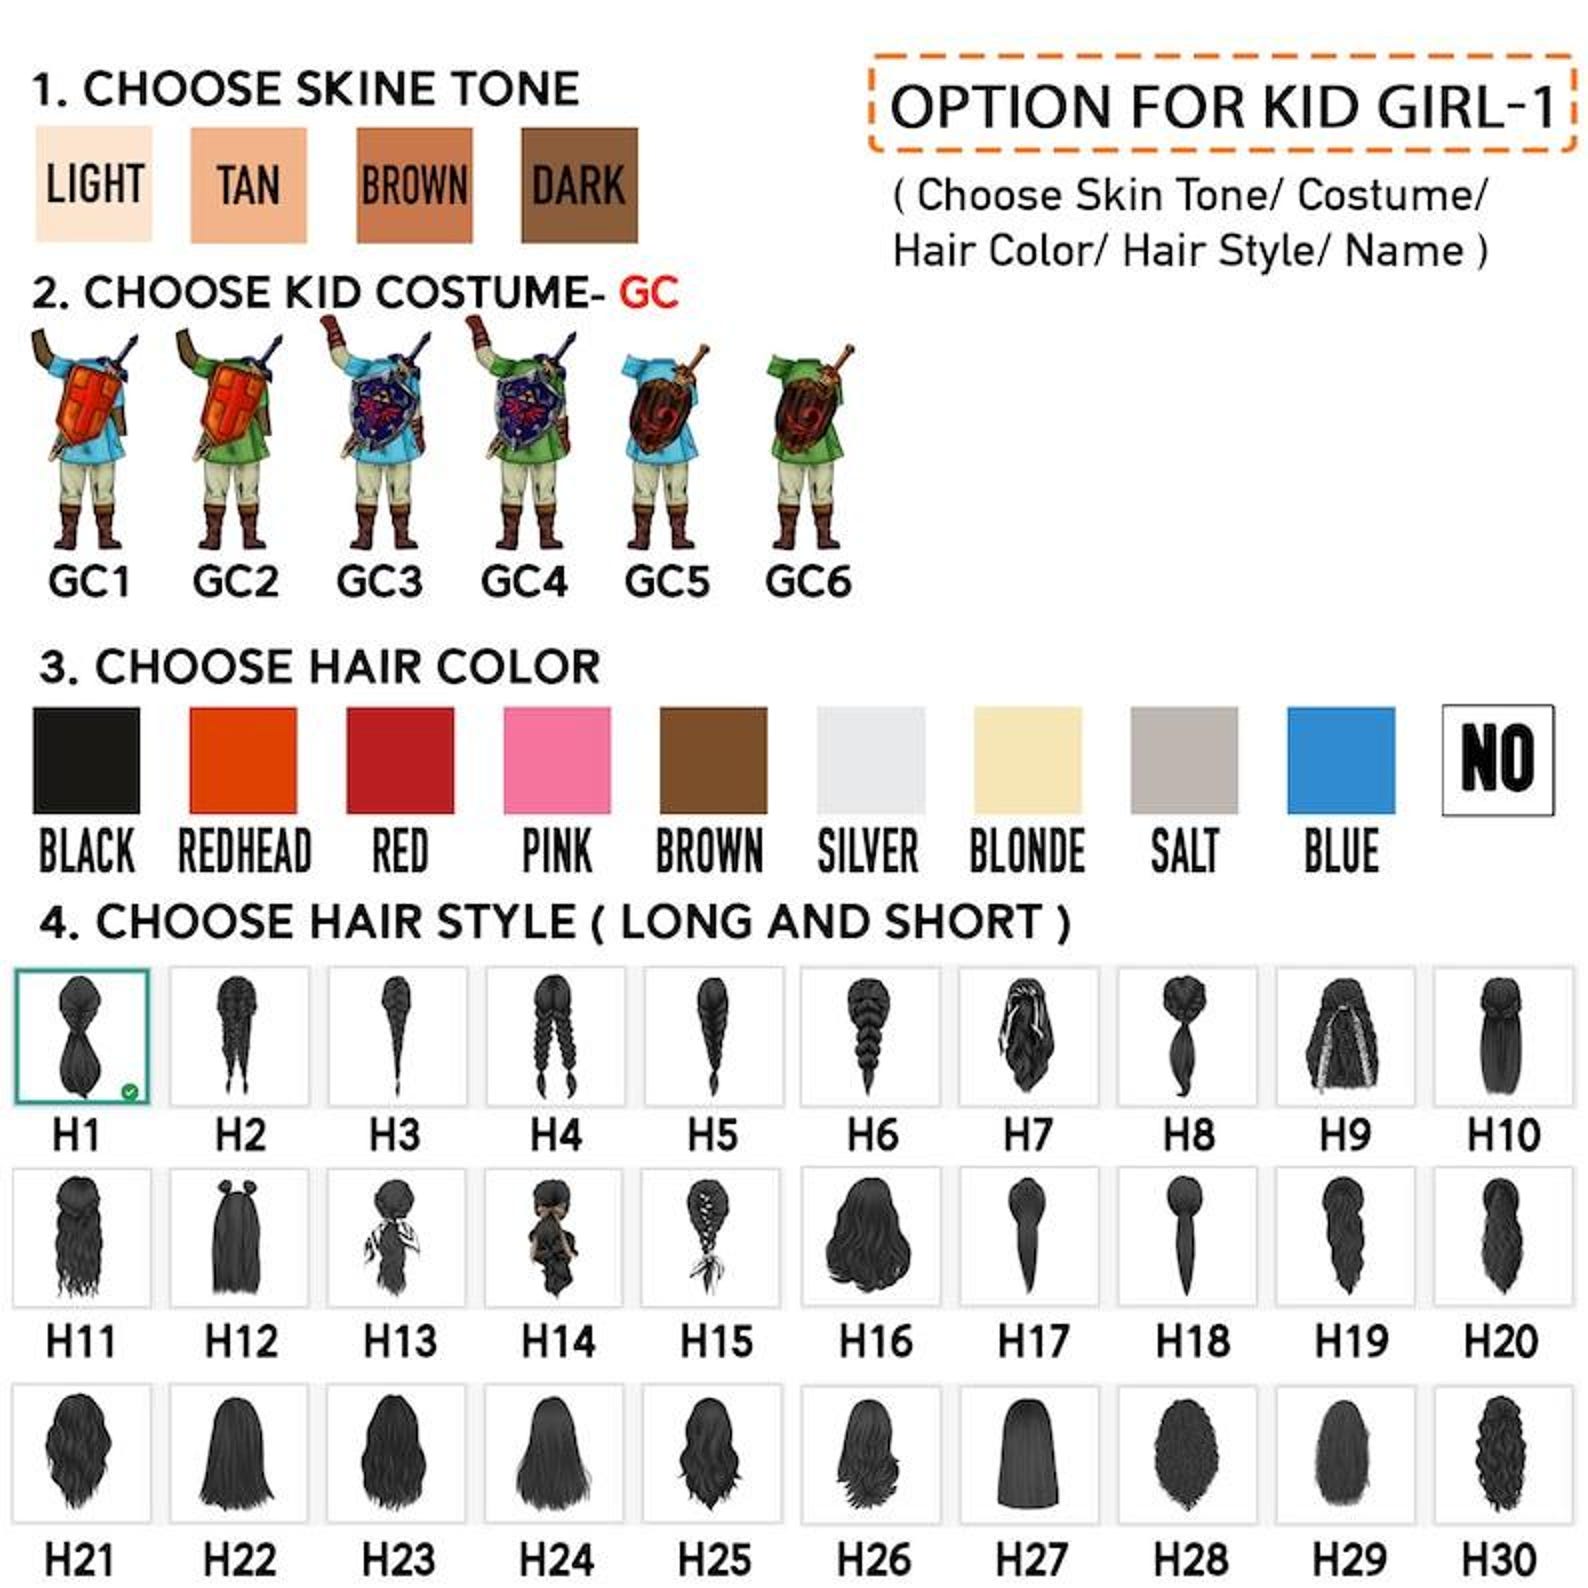 1. CHOOSE SKINE TONE
LIGHT TAN BROWN DARK
OPTION FOR KID GIRL-1
( Choose Skin Tone/ Costume/
Hair Color/ Hair Style/ Name )
2. CHOOSE KID COSTUME- GC
GC1 GC2 GC3 GC4 GC5 GC6
3. CHOOSE HAIR COLOR
NO
BLACK REDHEAD RED PINK BROWN SILVER BLONDE SALT BLUE
4. CHOOSE HAIR STYLE ( LONG AND SHORT )
H1 H2 H3 H4 H5 H6 H7 H8 H9 H10
H11 H12 H13 H14 H15 H16 H17 H18 H19 H20
H21 H22 H23 H24 H25 H26 H27 H28 H29 H30